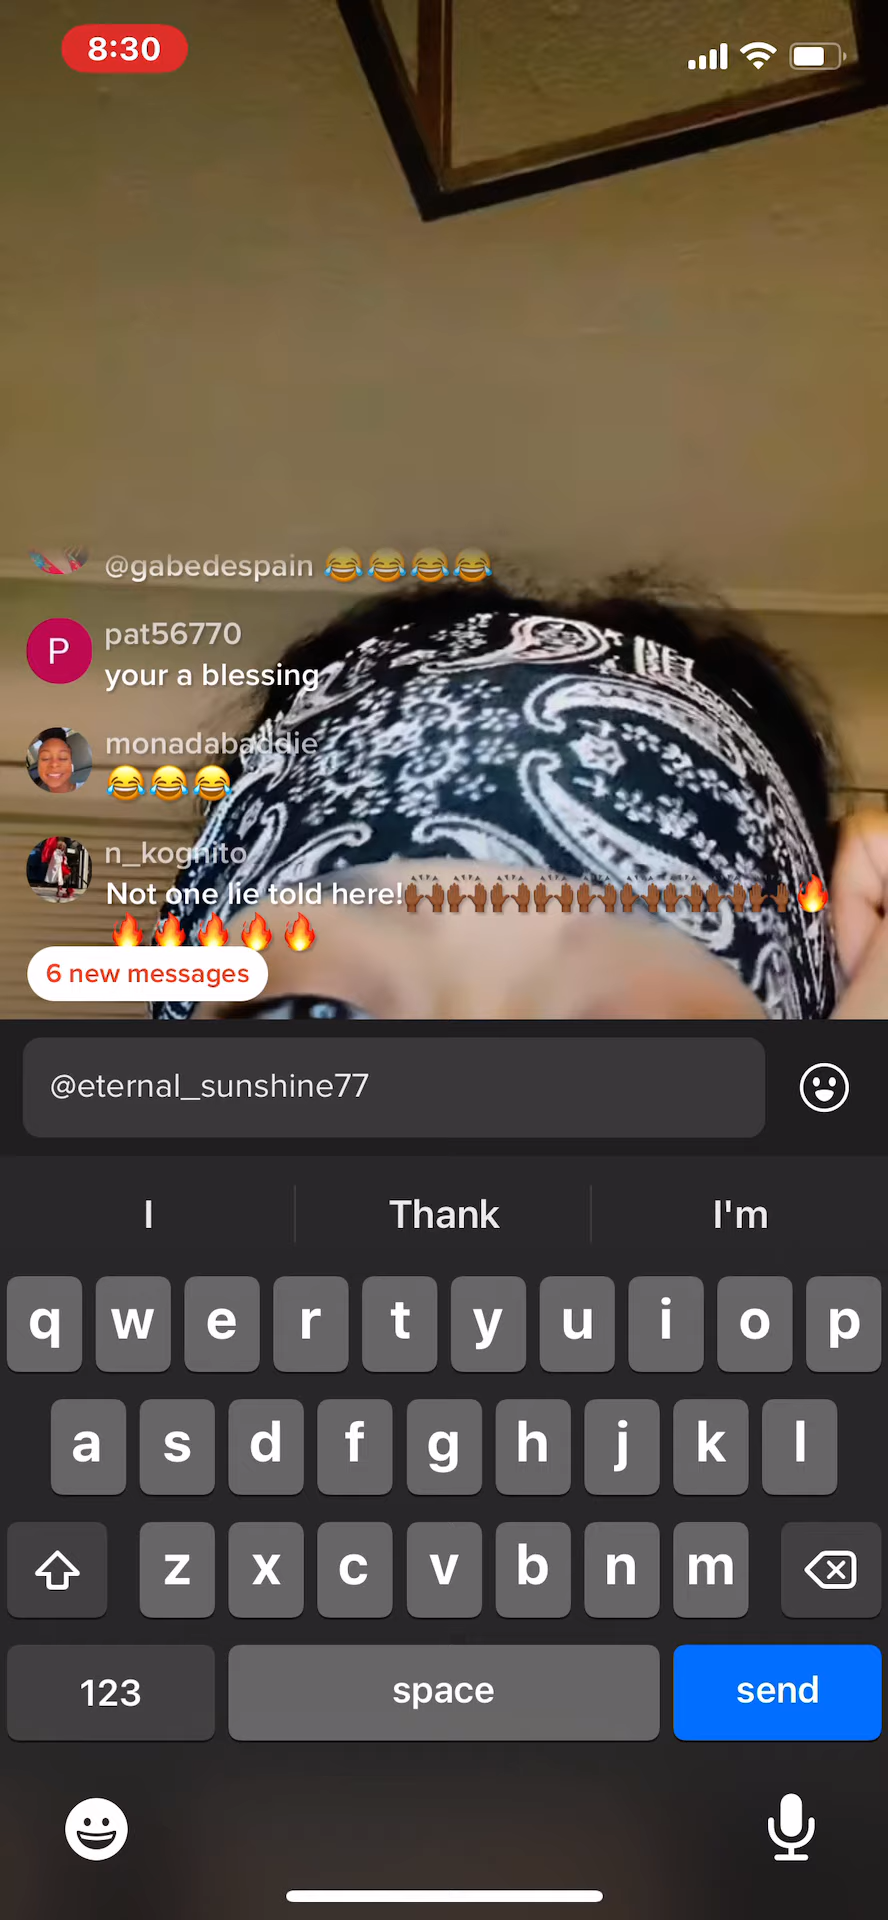 8:30
@gabedespain 😂😂😂😂
P
pat56770
your a blessing
monadabaddie
😂😂😂
n_kognito
Not one lie told here!🙌🏾🙌🏾🙌🏾🙌🏾🙌🏾🙌🏾🙌🏾🙌🏾🙌🏾🔥
🔥🔥🔥🔥🔥
6 new messages
@eternal_sunshine77
I Thank I'm
q w e r t y u i o p
a s d f g h j k l
z x c v b n m
123 space send